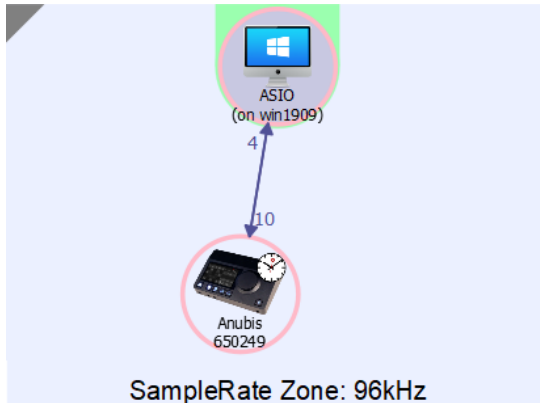 ASIO
(on win1909)
4
10
Anubis
650249
SampleRate Zone: 96kHz